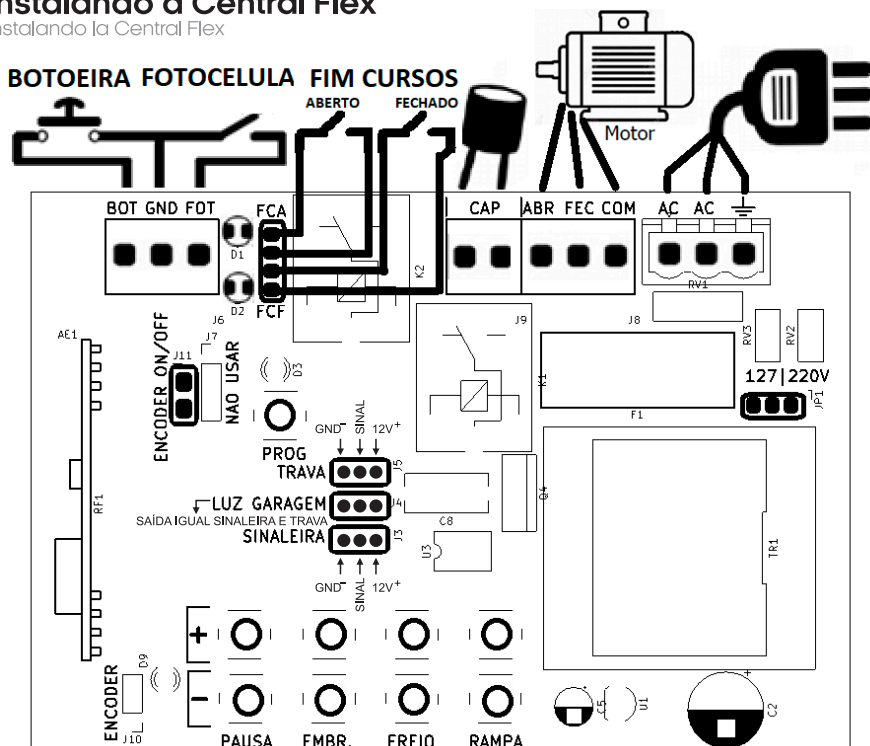 Instalando a Central Flex
Instalando la Central Flex
BOTOEIRA FOTOCELULA FIM CURSOS
ABERTO FECHADO
Motor
BOT GND FOT
FCA
CAP
ABR FEC COM
AC AC
D1
K2
D2
FCF
RV1
J6
J9
J8
AE1
J7
J11
ENCODER ON/OFF
NAO USAR
D3
K1
RV3
RV2
127|220V
JP1
F1
PROG
GND- SINAL 12V+
TRAVA
J5
LUZ GARAGEM
J4
SAÍDA IGUAL SINALEIRA E TRAVA
SINALEIRA
J3
C8
Q4
U3
TR1
RF1
GND- SINAL 12V+
+
-
D9
ENCODER
J10
C5
U1
+
C2
PAUSA EMBR. FREIO RAMPA